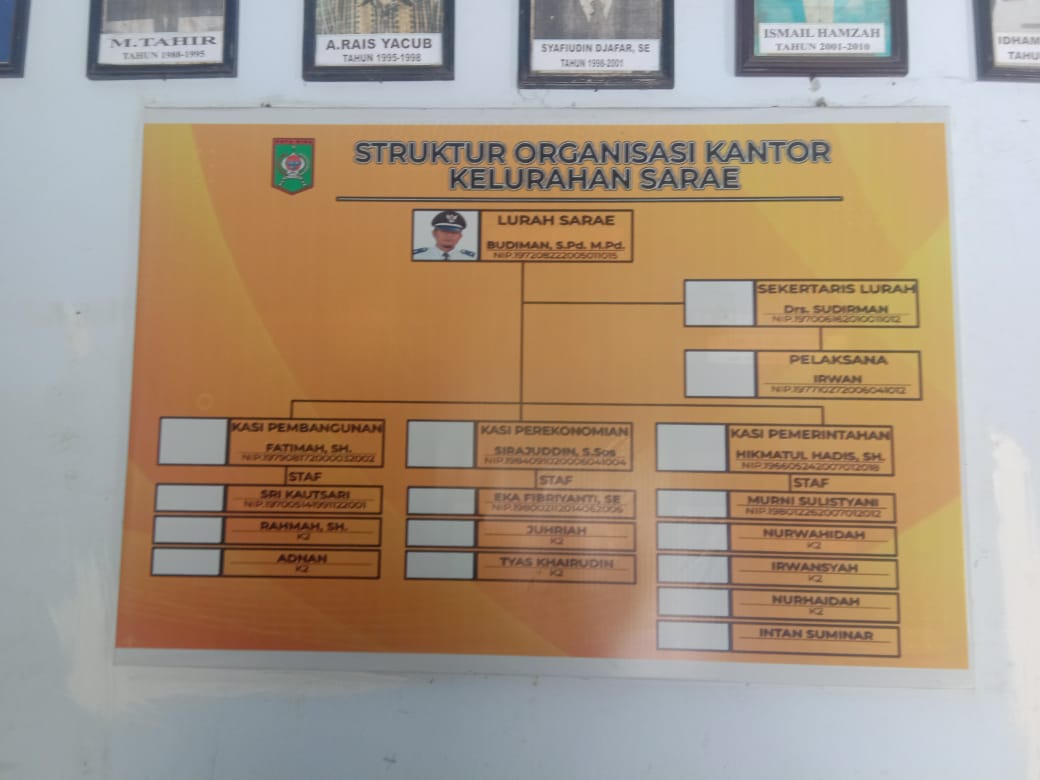 M.TAHIR
TAHUN 1988-1995
A.RAIS YACUB
TAHUN 1995-1998
SYAFIUDIN DJAFAR, SE
TAHUN 1998-2001
ISMAIL HAMZAH
TAHUN 2001-2010
IDHAM
TAHU
STRUKTUR ORGANISASI KANTOR
KELURAHAN SARAE
LURAH SARAE
BUDIMAN, S.Pd. M.Pd.
NIP.197208222005011015
SEKERTARIS LURAH
Drs. SUDIRMAN
NIP.197006162010011012
PELAKSANA
IRWAN
NIP.197710272006041012
KASI PEMBANGUNAN
FATIMAH, SH.
NIP.197908172000032002
STAF
SRI KAUTSARI
NIP.197005141991122001
RAHMAH, SH.
K2
ADNAN
K2
KASI PEREKONOMIAN
SIRAJUDDIN, S.Sos
NIP.198409102006041004
STAF
EKA FIBRIYANTI, SE
NIP.198002112014062006
JUHRIAH
K2
TYAS KHAIRUDIN
K2
KASI PEMERINTAHAN
HIKMATUL HADIS, SH.
NIP.196605242007012018
STAF
MURNI SULISTYANI
NIP.198012262007012012
NURWAHIDAH
K2
IRWANSYAH
K2
NURHAIDAH
K2
INTAN SUMINAR